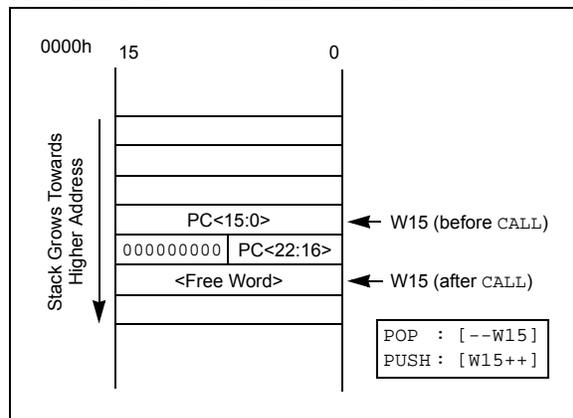 0000h
15 0
Stack Grows Towards
Higher Address
PC<15:0>
W15 (before CALL)
000000000 PC<22:16>
<Free Word>
W15 (after CALL)
POP : [--W15]
PUSH : [W15++]